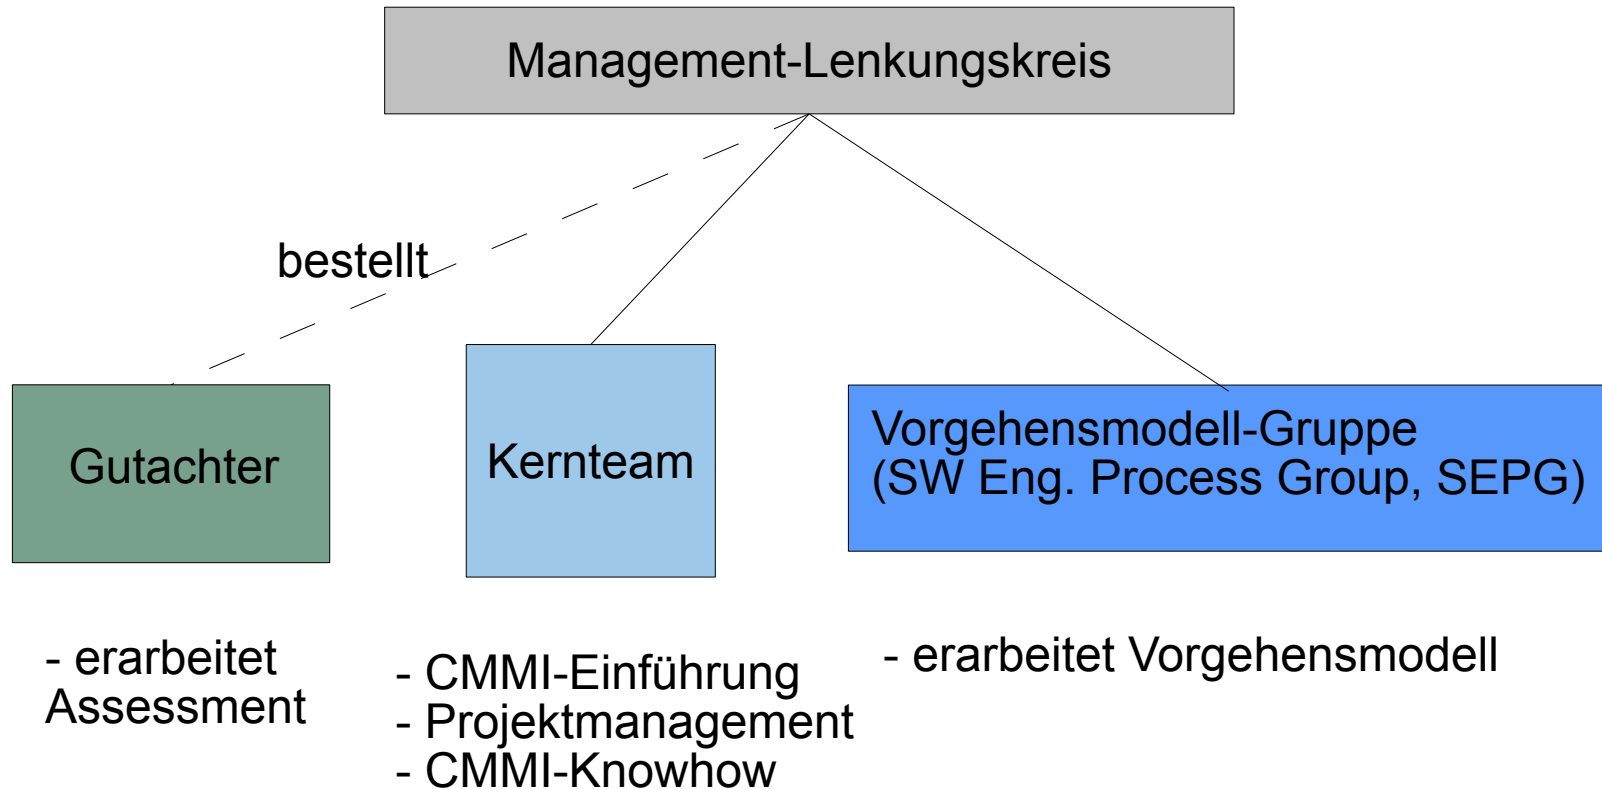 Management-Lenkungskreis
bestellt
Gutachter
Kernteam
Vorgehensmodell-Gruppe
(SW Eng. Process Group, SEPG)
- erarbeitet
Assessment
- CMMI-Einführung
- Projektmanagement
- CMMI-Knowhow
- erarbeitet Vorgehensmodell